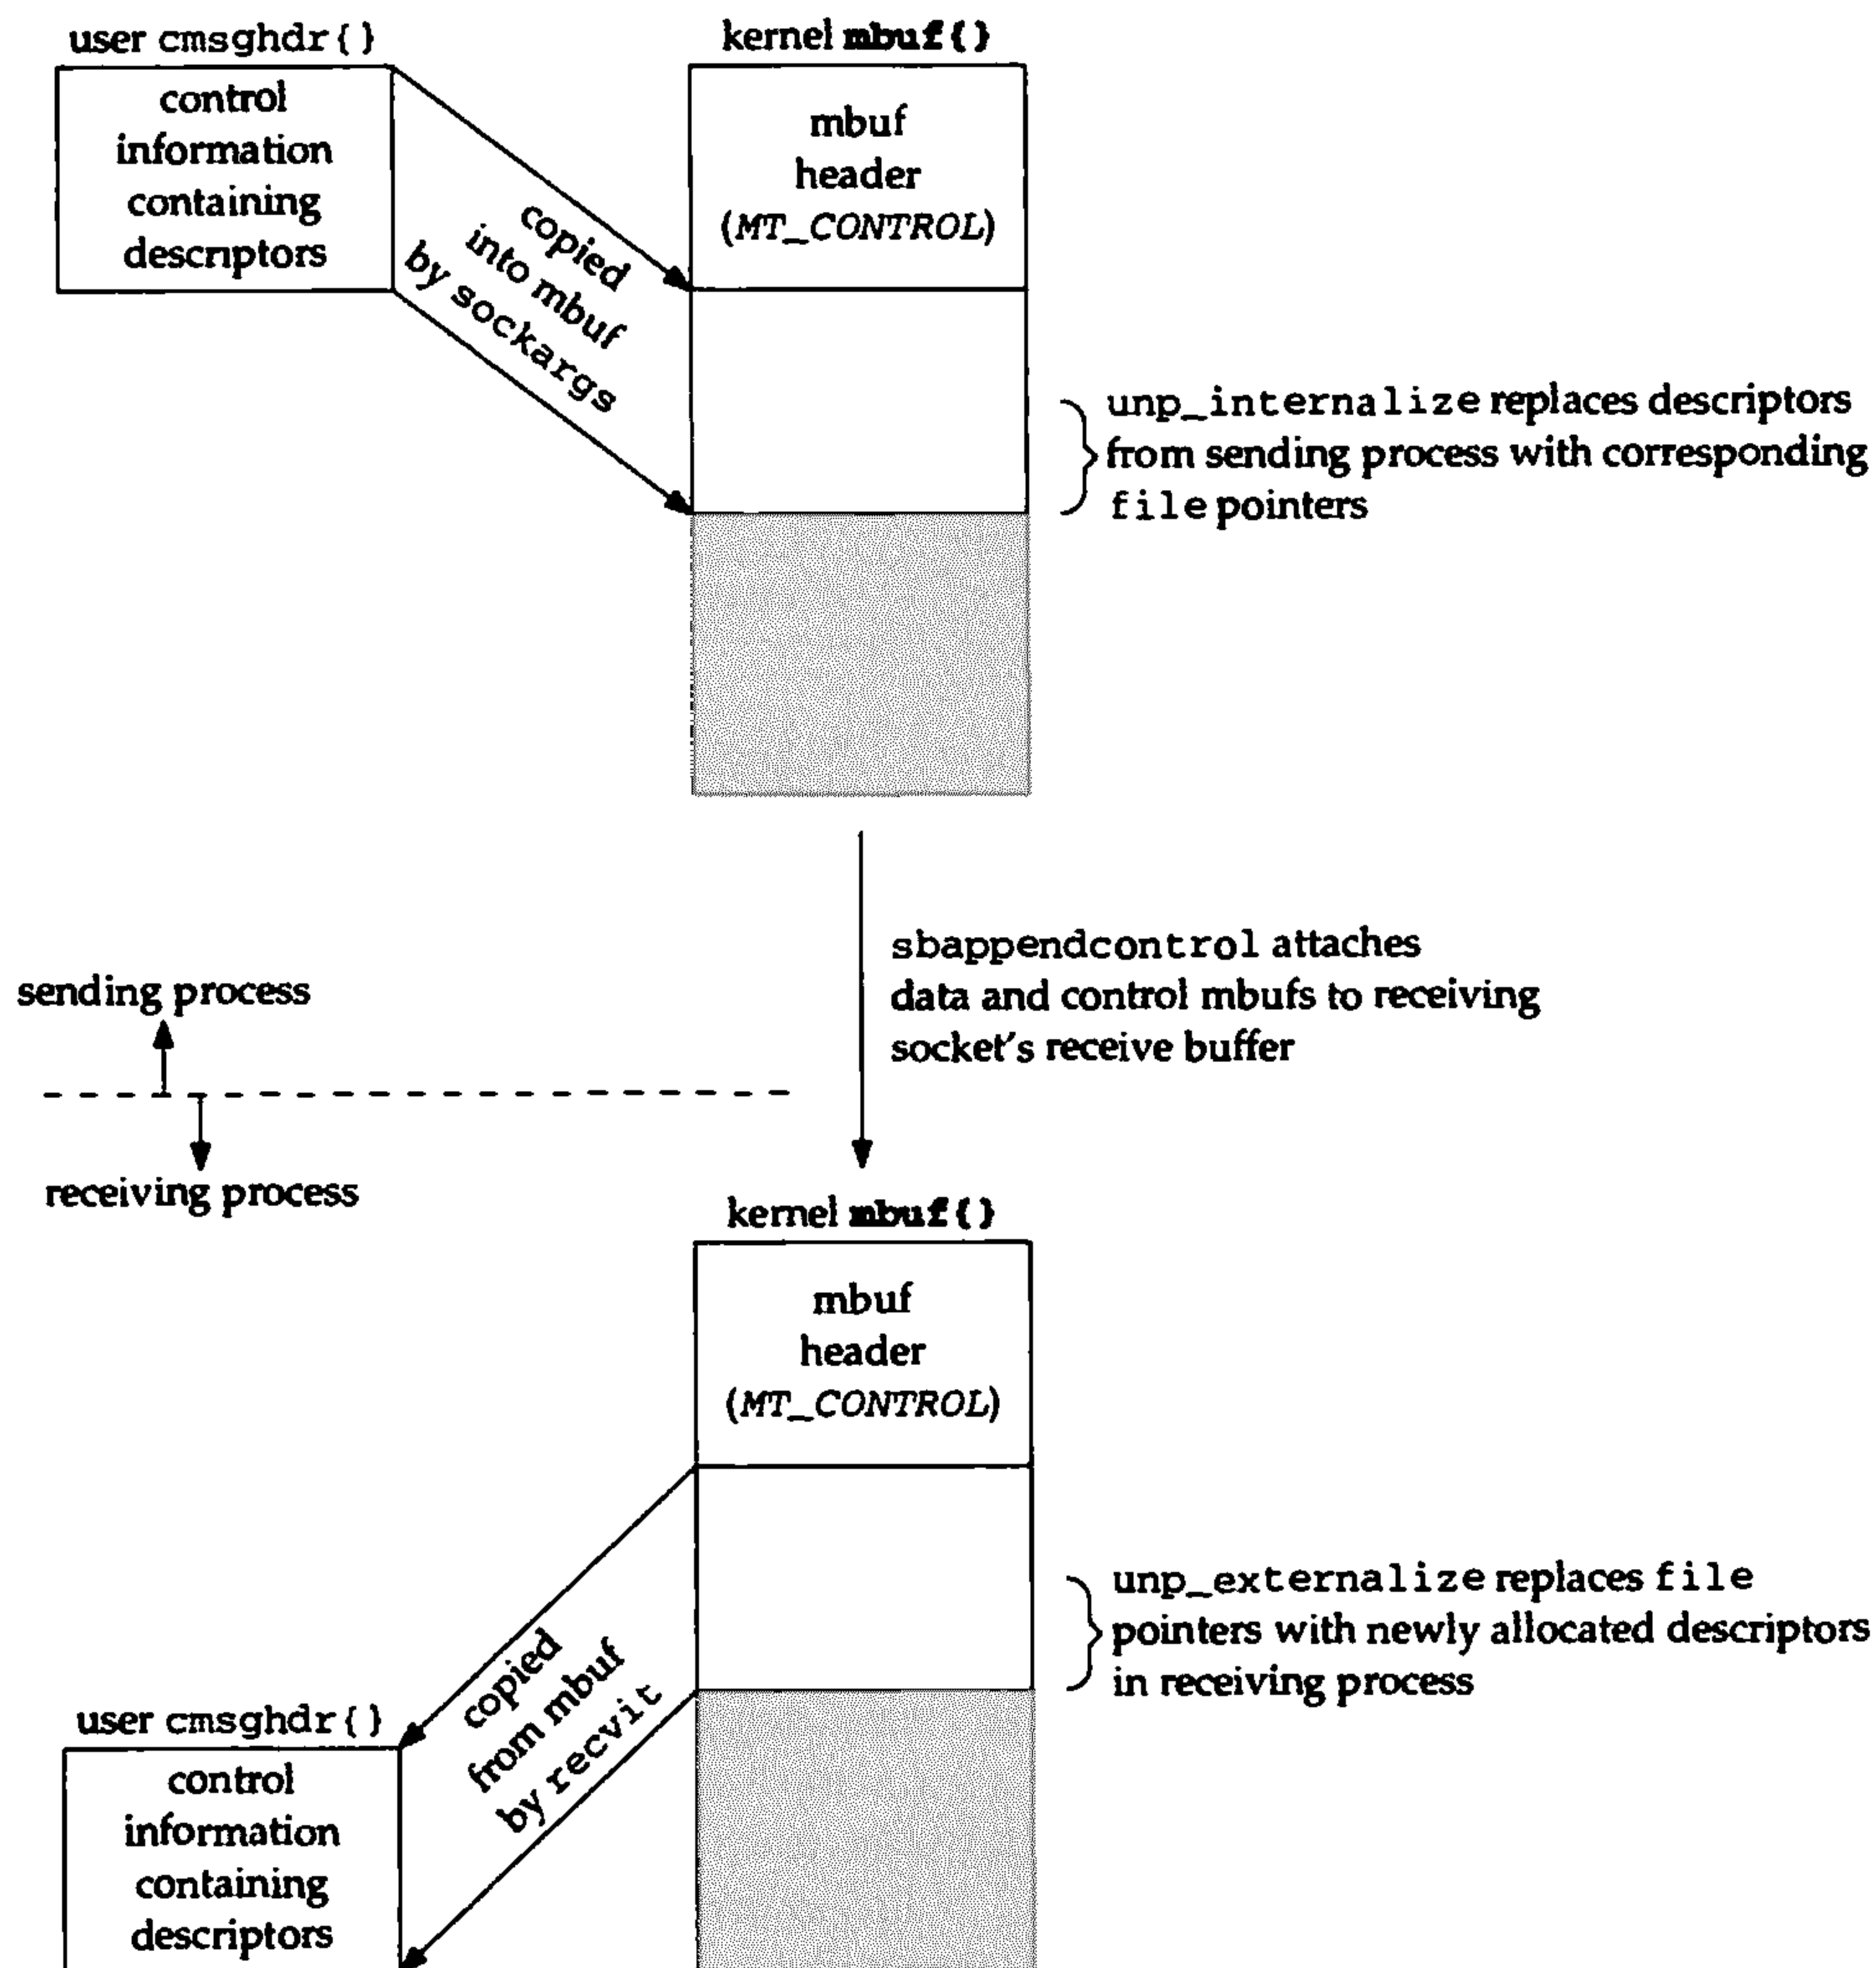 user cmsghdr{}
kernel mbuf{}
control
information
containing
descriptors
mbuf
header
(MT_CONTROL)
copied
into mbuf
by sockargs
unp_internalize replaces descriptors
from sending process with corresponding
file pointers
sbappendcontrol attaches
data and control mbufs to receiving
socket's receive buffer
sending process
receiving process
kernel mbuf{}
mbuf
header
(MT_CONTROL)
copied
from mbuf
by recvit
unp_externalize replaces file
pointers with newly allocated descriptors
in receiving process
user cmsghdr{}
control
information
containing
descriptors